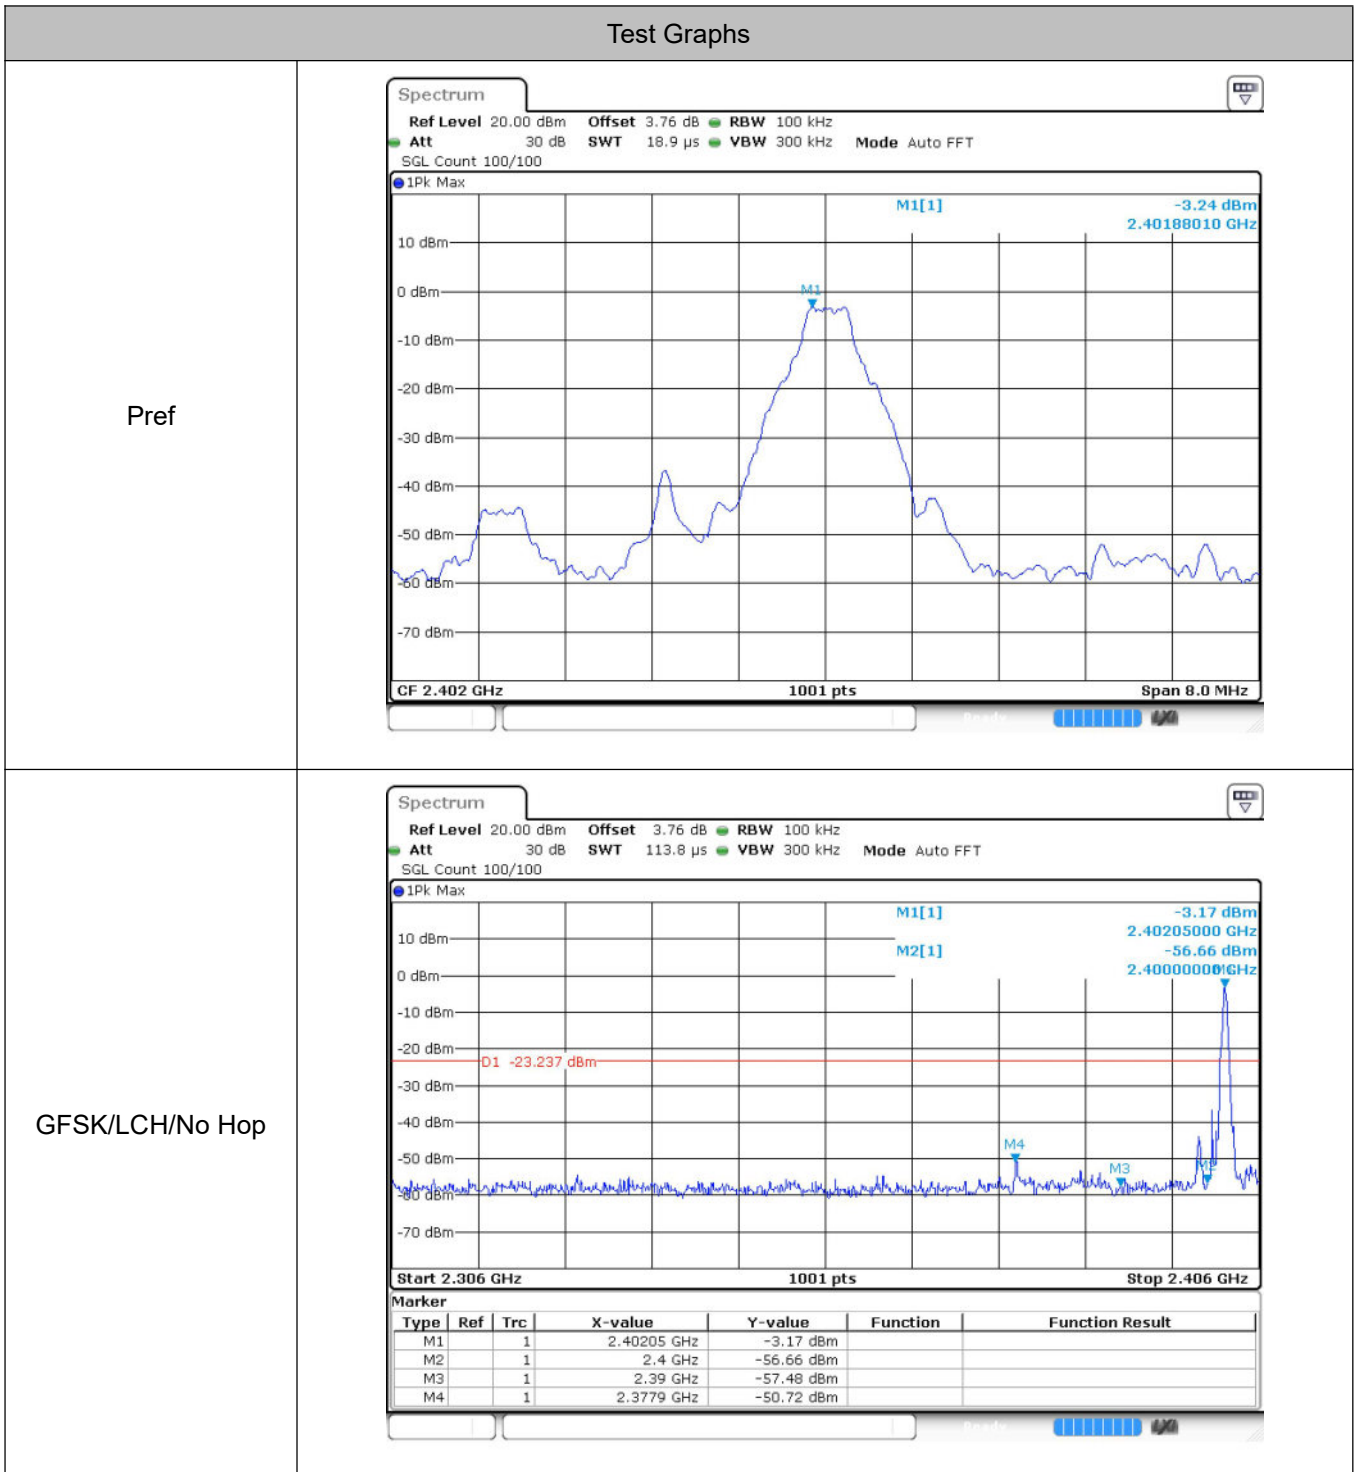 Test Graphs
Pref
Spectrum
Ref Level 20.00 dBm Offset 3.76 dB RBW 100 kHz
Att 30 dB SWT 18.9 µs VBW 300 kHz Mode Auto FFT
SGL Count 100/100
1Pk Max
M1[1] -3.24 dBm
2.40188010 GHz
10 dBm
M1
0 dBm
-10 dBm
-20 dBm
-30 dBm
-40 dBm
-50 dBm
-60 dBm
-70 dBm
CF 2.402 GHz 1001 pts Span 8.0 MHz
Ready
LXI
GFSK/LCH/No Hop
Spectrum
Ref Level 20.00 dBm Offset 3.76 dB RBW 100 kHz
Att 30 dB SWT 113.8 µs VBW 300 kHz Mode Auto FFT
SGL Count 100/100
1Pk Max
M1[1] -3.17 dBm
2.40205000 GHz
10 dBm
M2[1] -56.66 dBm
0 dBm
2.40000000 GHz
M1
-10 dBm
-20 dBm
D1 -23.237 dBm
-30 dBm
-40 dBm
M4
-50 dBm
M3
M2
-60 dBm
-70 dBm
Start 2.306 GHz 1001 pts Stop 2.406 GHz
Marker
Type Ref Trc X-value Y-value Function Function Result
M1 1 2.40205 GHz -3.17 dBm
M2 1 2.4 GHz -56.66 dBm
M3 1 2.39 GHz -57.48 dBm
M4 1 2.3779 GHz -50.72 dBm
Ready
LXI